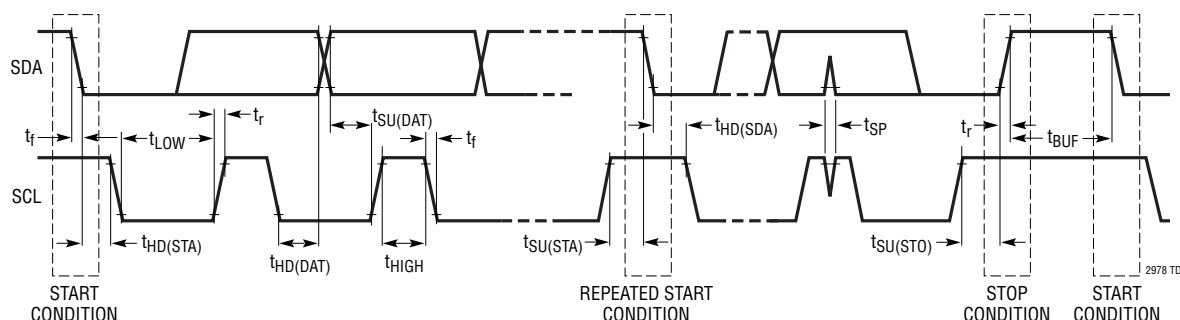 SDA
tf
tLOW
tr
tSU(DAT)
tf
tHD(SDA)
tSP
tr
tBUF
SCL
tHD(STA)
tHD(DAT)
tHIGH
tSU(STA)
tSU(STO)
2978 TD
START
CONDITION
REPEATED START
CONDITION
STOP
CONDITION
START
CONDITION